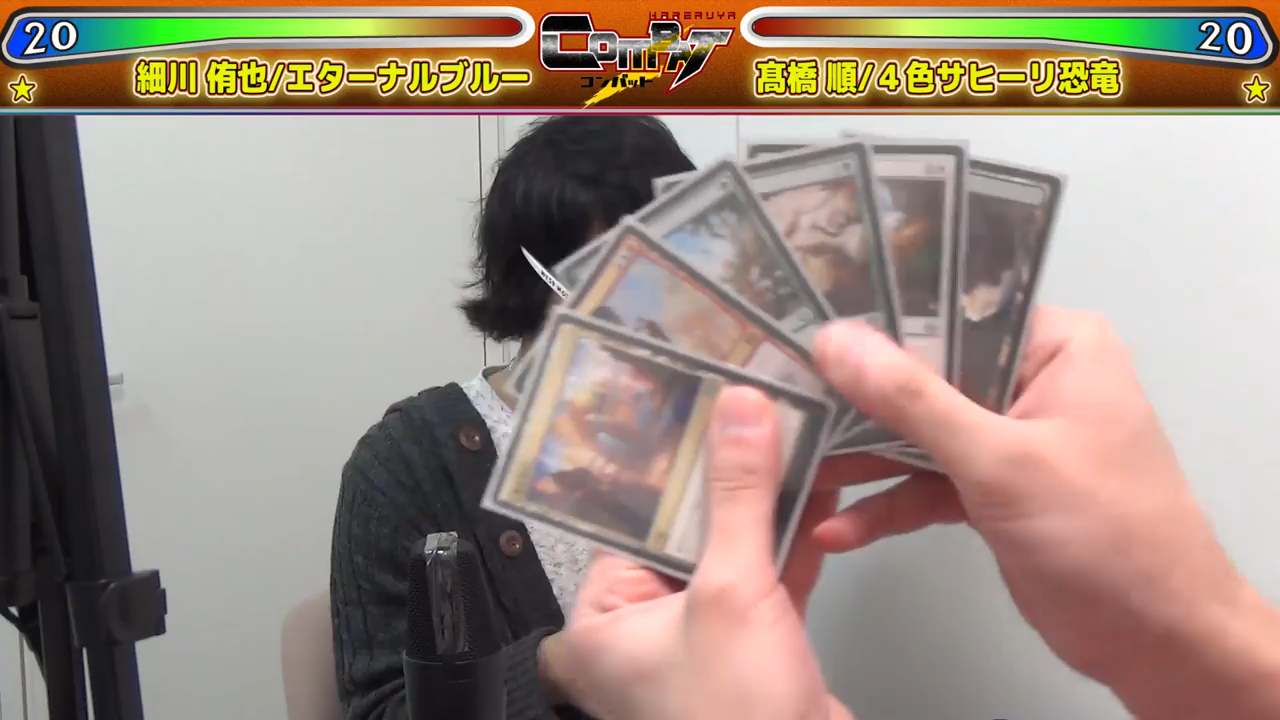 20
HARERUYA
COMBAT
コンバット
20
細川 侑也/エターナルブルー
髙橋 順/４色サヒーリ恐竜